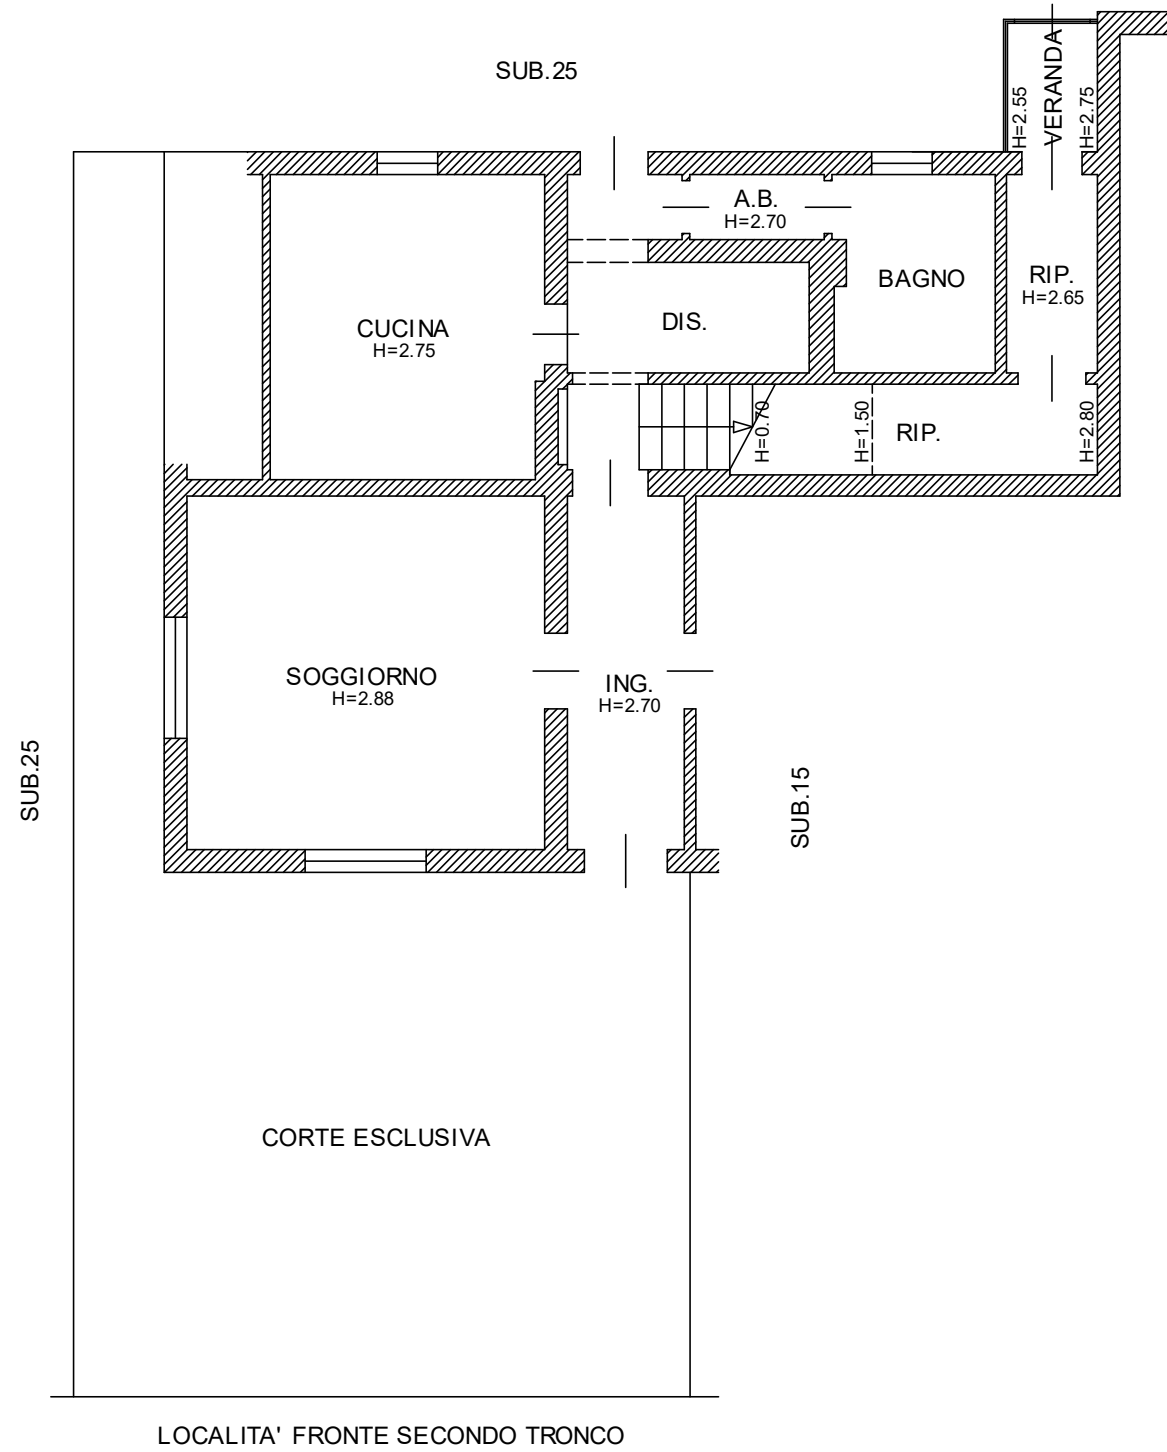 SUB.25
VERANDA
H=2.55
H=2.75
A.B.
H=2.70
BAGNO
RIP.
H=2.65
CUCINA
H=2.75
DIS.
H=0.70
H=1.50
RIP.
H=2.80
SOGGIORNO
H=2.88
ING.
H=2.70
SUB.25
SUB.15
CORTE ESCLUSIVA
LOCALITA' FRONTE SECONDO TRONCO